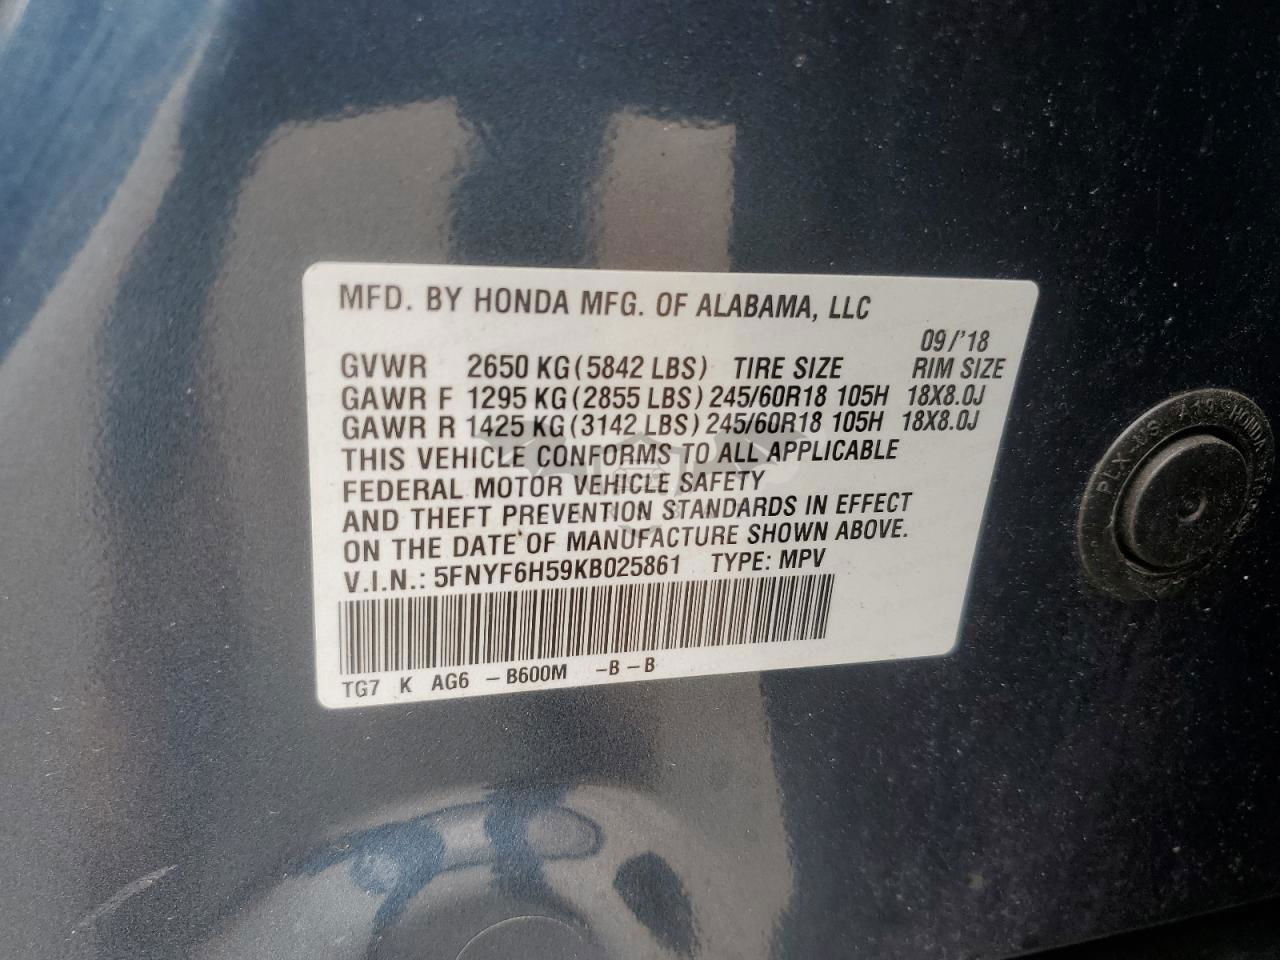 MFD. BY HONDA MFG. OF ALABAMA, LLC
09/'18
GVWR 2650 KG (5842 LBS) TIRE SIZE RIM SIZE
GAWR F 1295 KG (2855 LBS) 245/60R18 105H 18X8.0J
GAWR R 1425 KG (3142 LBS) 245/60R18 105H 18X8.0J
THIS VEHICLE CONFORMS TO ALL APPLICABLE
FEDERAL MOTOR VEHICLE SAFETY
AND THEFT PREVENTION STANDARDS IN EFFECT
ON THE DATE OF MANUFACTURE SHOWN ABOVE.
V.I.N.: 5FNYF6H59KB025861 TYPE: MPV
TG7 K AG6 -B600M -B-B
HONDA